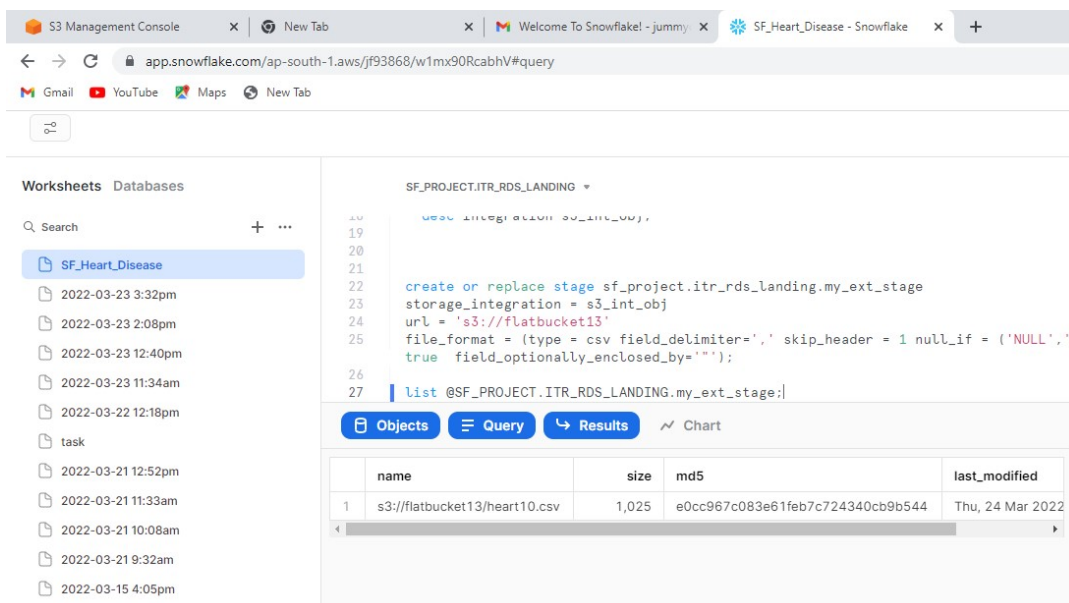 S3 Management Console
New Tab
Welcome To Snowflake! - jummy
SF_Heart_Disease - Snowflake
app.snowflake.com/ap-south-1.aws/jf93868/w1mx90RcabhV#query
Gmail YouTube Maps New Tab
Worksheets Databases
SF_PROJECT.ITR_RDS_LANDING
Search
SF_Heart_Disease
2022-03-23 3:32pm
2022-03-23 2:08pm
2022-03-23 12:40pm
2022-03-23 11:34am
2022-03-22 12:18pm
task
2022-03-21 12:52pm
2022-03-21 11:33am
2022-03-21 10:08am
2022-03-21 9:32am
2022-03-15 4:05pm
18 desc integration s3_int_obj;
19
20
21
22 create or replace stage sf_project.itr_rds_landing.my_ext_stage
23 storage_integration = s3_int_obj
24 url = 's3://flatbucket13'
25 file_format = (type = csv field_delimiter=',' skip_header = 1 null_if = ('NULL','
true field_optionally_enclosed_by='"');
26
27 list @SF_PROJECT.ITR_RDS_LANDING.my_ext_stage;
Objects Query Results Chart
name size md5 last_modified
1 s3://flatbucket13/heart10.csv 1,025 e0cc967c083e61feb7c724340cb9b544 Thu, 24 Mar 2022